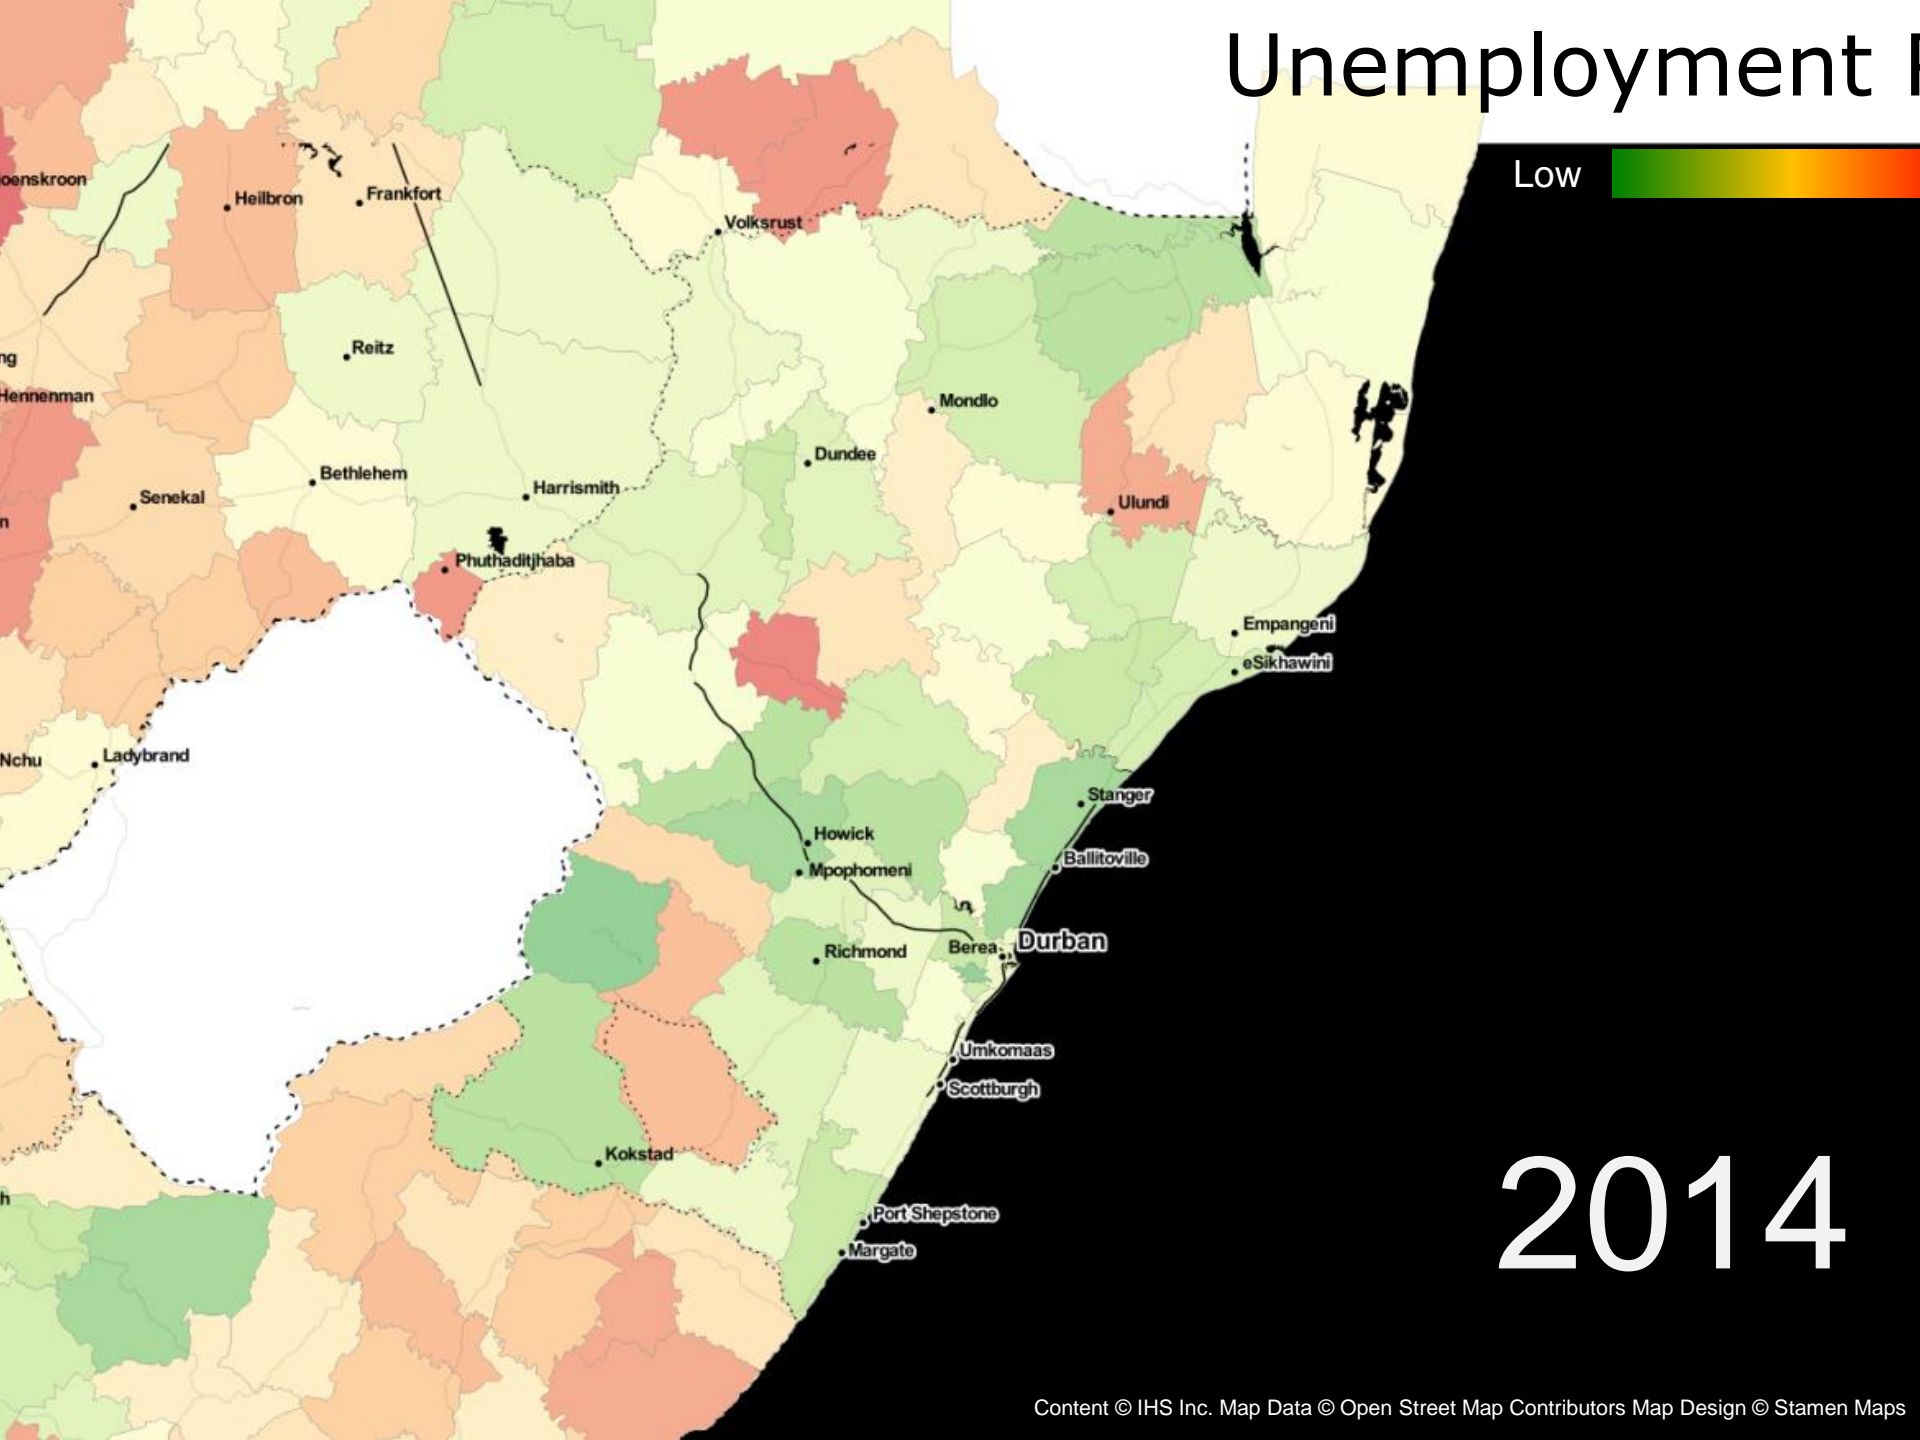 Unemployment
Low
oenskroon
Heilbron
Frankfort
Volksrust
Reitz
ng
Hennenman
Mondlo
Bethlehem
Dundee
Senekal
Harrismith
Ulundi
n
Phuthaditjhaba
Empangeni
eSikhawini
Nchu
Ladybrand
Stanger
Howick
Ballitoville
Mpophomeni
Richmond
Berea
Durban
Umkomaas
Scottburgh
Kokstad
h
Port Shepstone
Margate
2014
Content © IHS Inc. Map Data © Open Street Map Contributors Map Design © Stamen Maps